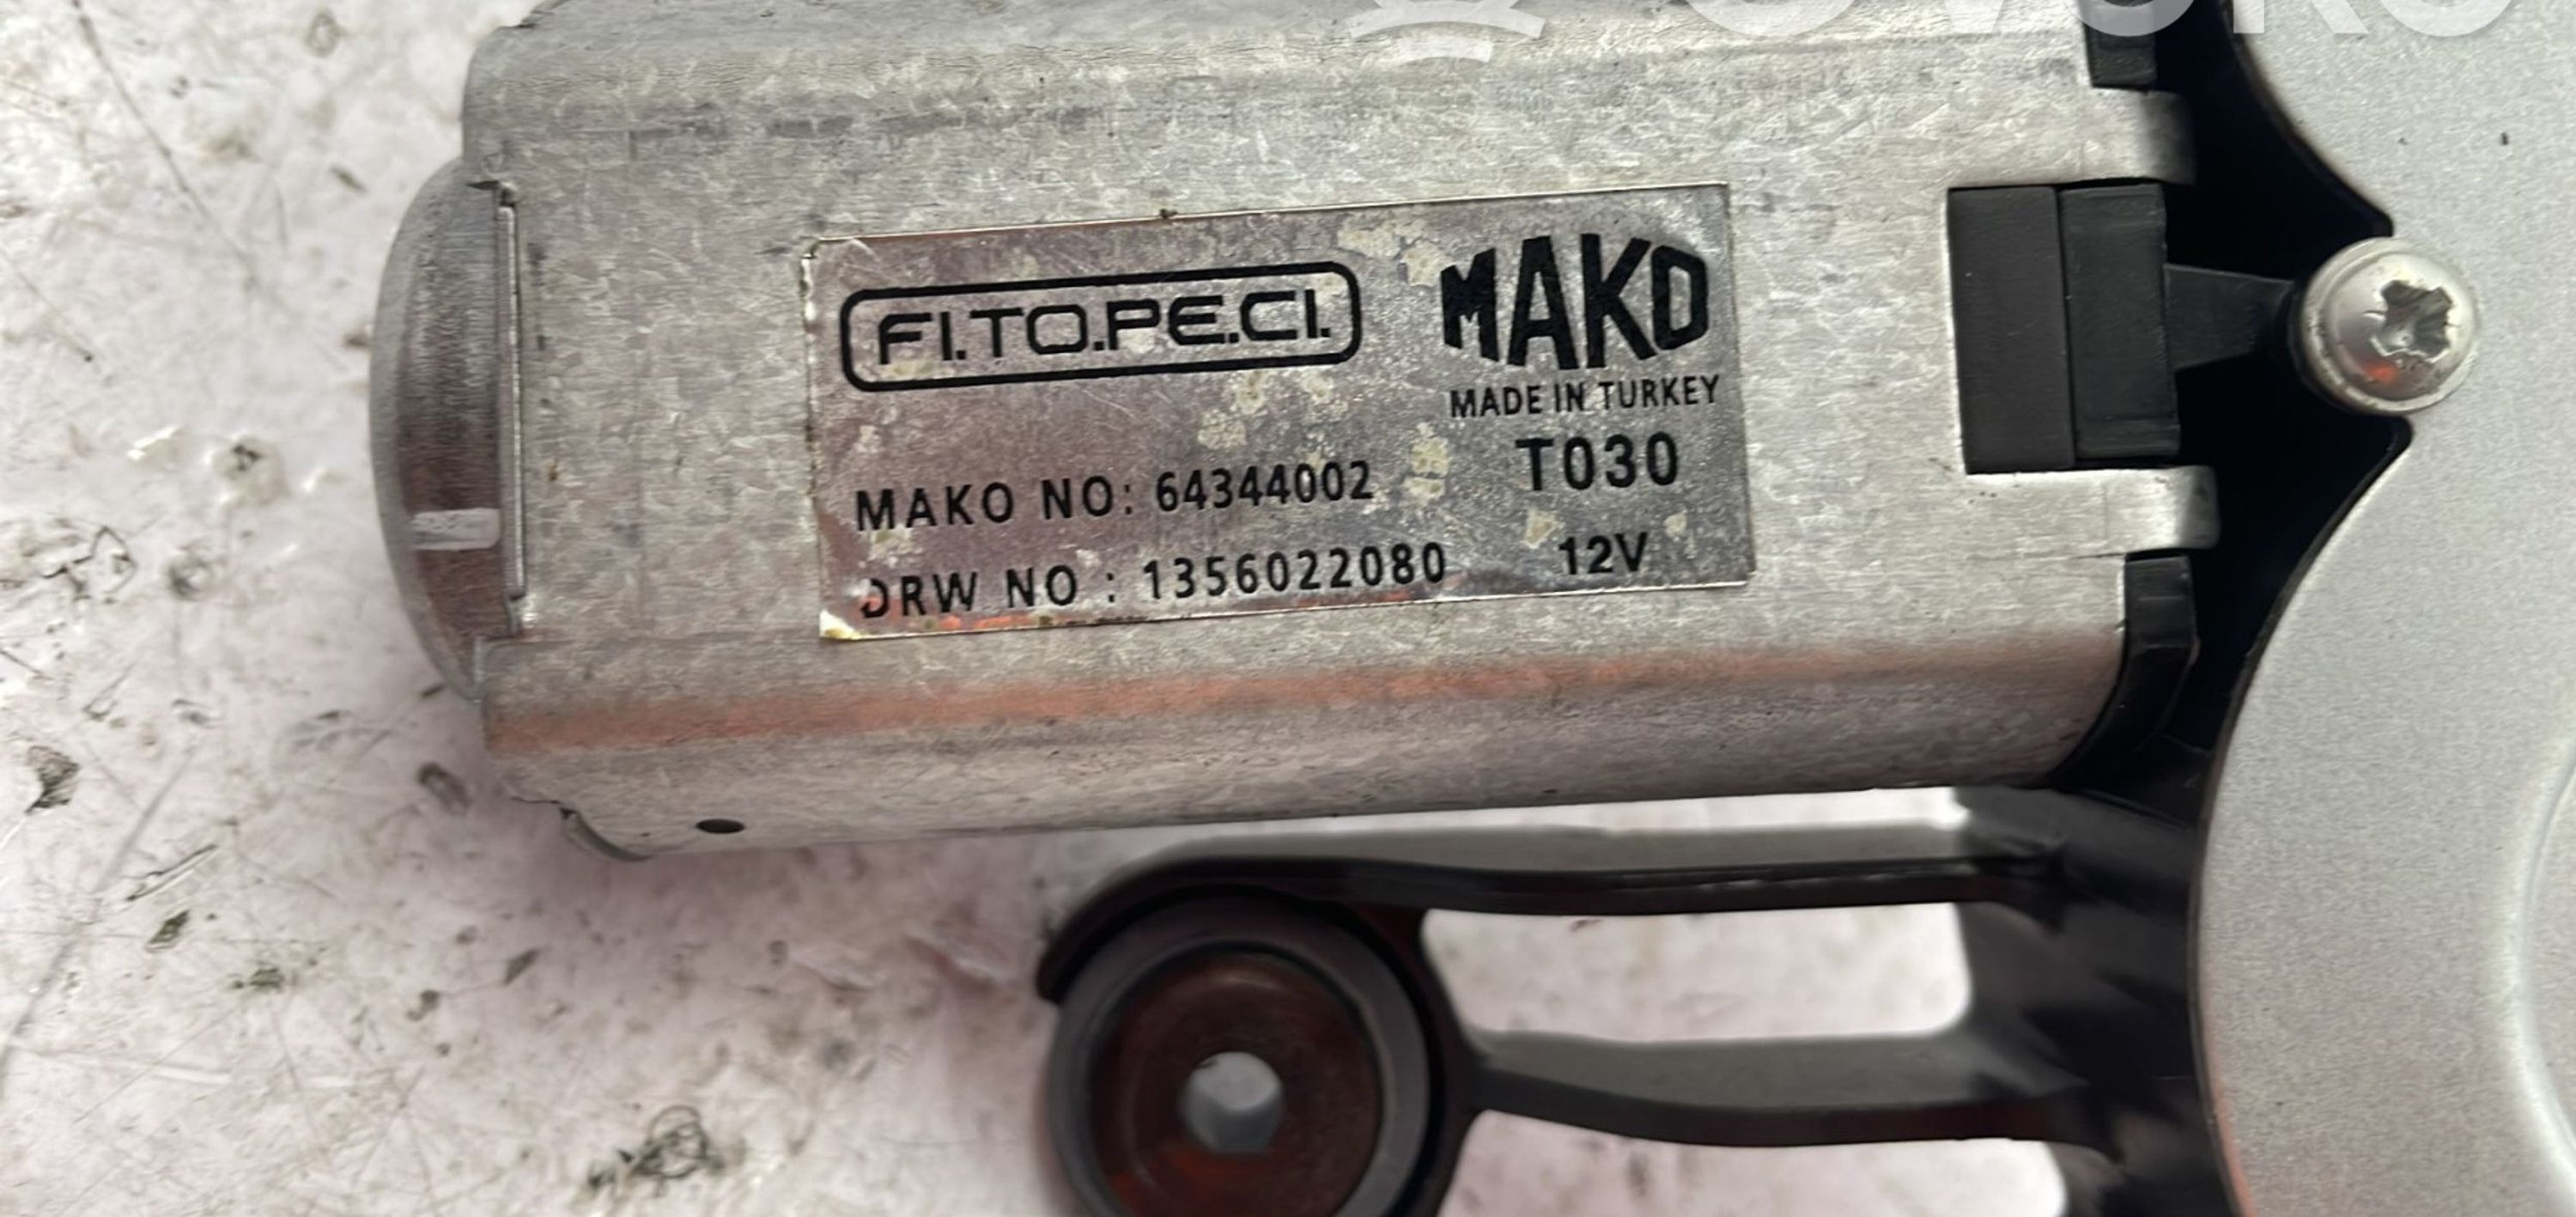 FI.TO.PE.CI.
MAKO
MADE IN TURKEY
T030
MAKO NO: 64344002
12V
DRW NO : 1356022080